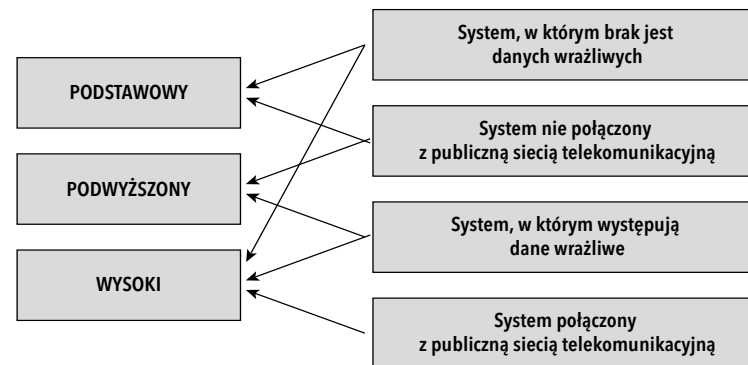 PODSTAWOWY
PODWYŻSZONY
WYSOKI
System, w którym brak jest
danych wrażliwych
System nie połączony
z publiczną siecią telekomunikacyjną
System, w którym występują
dane wrażliwe
System połączony
z publiczną siecią telekomunikacyjną